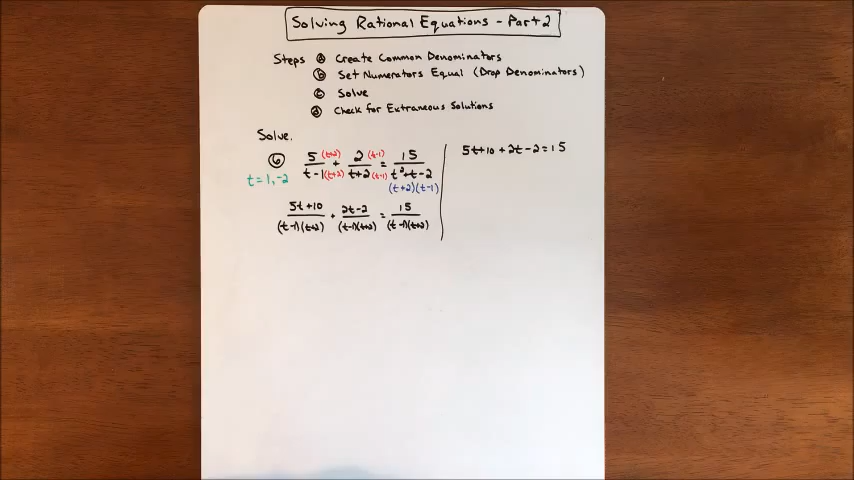 Solving Rational Equations - Part 2
Steps ⓐ Create Common Denominators
ⓑ Set Numerators Equal (Drop Denominators)
ⓒ Solve
ⓓ Check for Extraneous Solutions
Solve.
⑥ 5(t+2)/t-1(t+2) + 2(t-1)/t+2(t-1) = 15/t²+t-2
(t+2)(t-1)
t=1,-2
5t+10/(t-1)(t+2) + 2t-2/(t-1)(t+2) = 15/(t-1)(t+2)
5t+10+2t-2=15